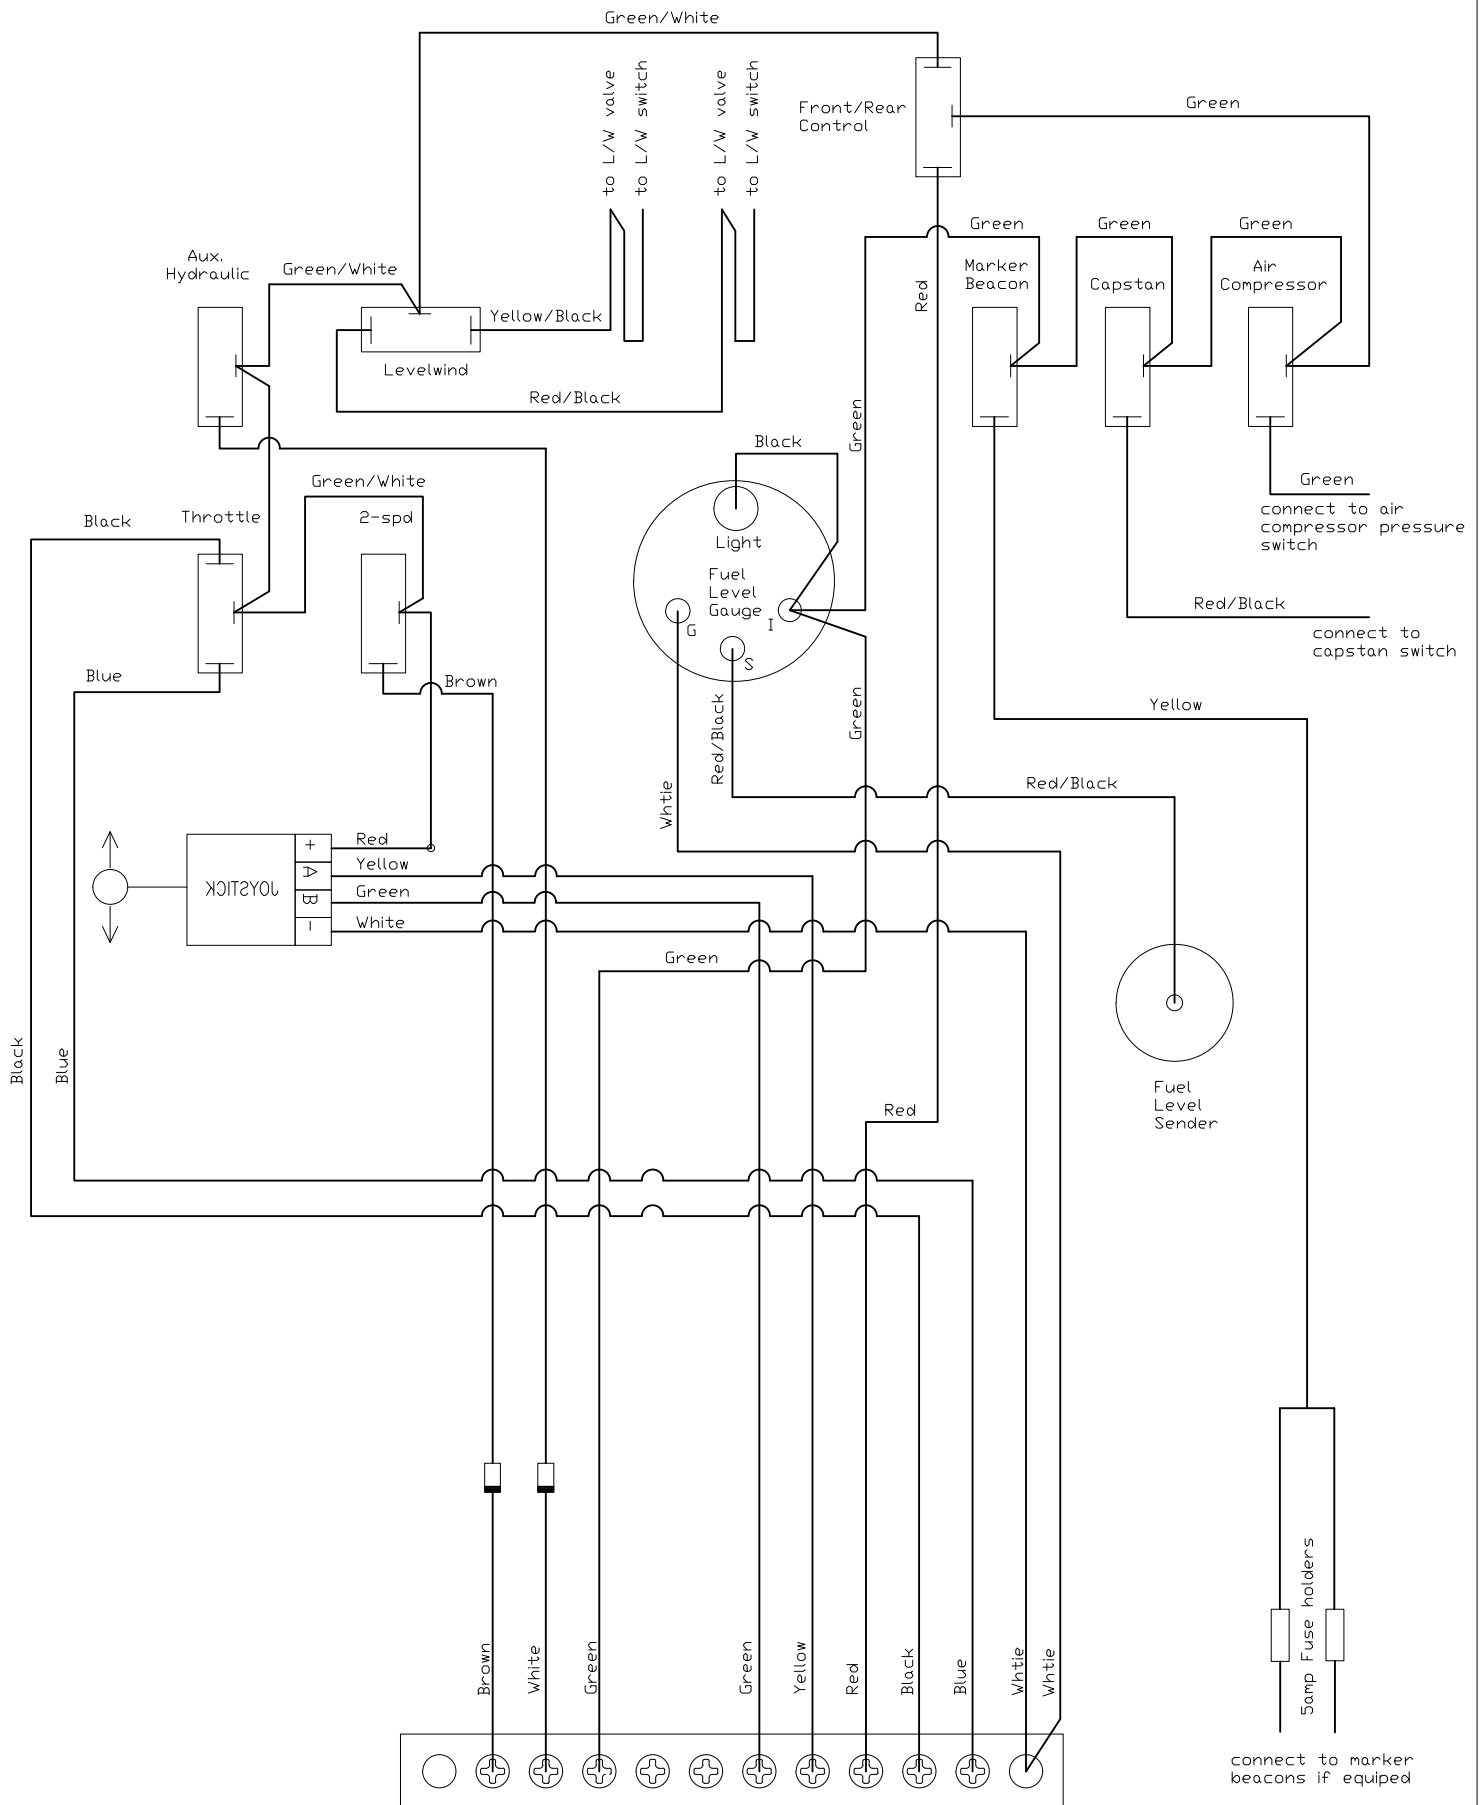 Green/White
to L/W valve
to L/W switch
to L/W valve
to L/W switch
Front/Rear
Control
Green
Aux.
Hydraulic
Green/White
Yellow/Black
Levelwind
Red/Black
Red
Green
Green
Green
Marker
Beacon
Capstan
Air
Compressor
Green
Black
Green
connect to air
compressor pressure
switch
Green/White
Black
Throttle
2-spd
Light
Fuel
Level
Gauge
G
I
S
Red/Black
connect to
capstan switch
Blue
Brown
Red/Black
Green
Yellow
Whtie
Red/Black
JOYSTICK
+
A
B
-
Red
Yellow
Green
White
Green
Black
Blue
Red
Fuel
Level
Sender
Brown
White
Green
Green
Yellow
Red
Black
Blue
Whtie
Whtie
5amp Fuse holders
connect to marker
beacons if equiped